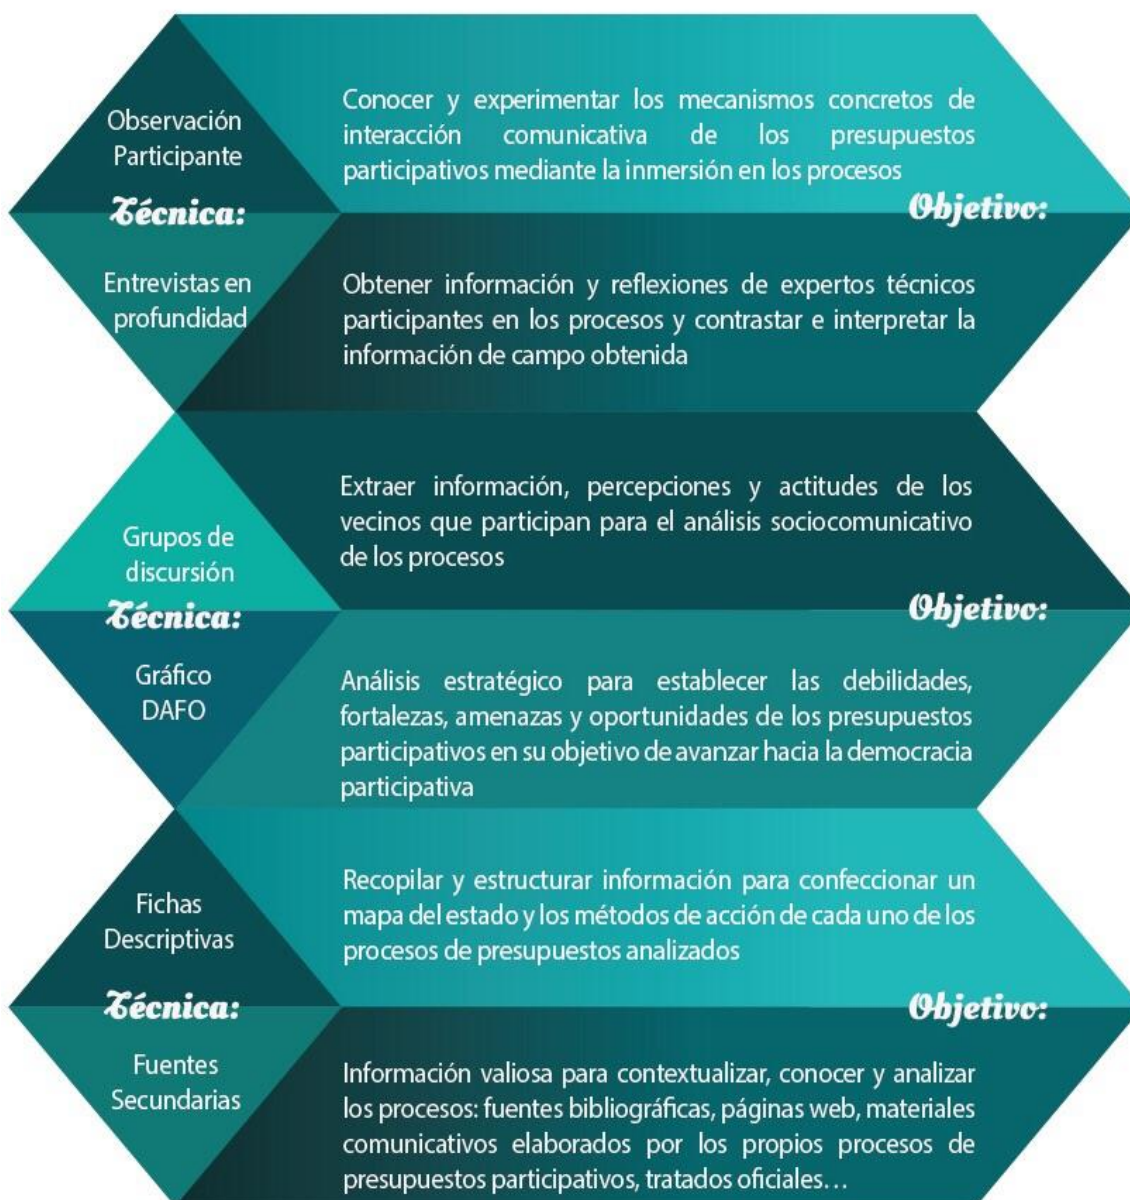 Observación
Participante
Conocer y experimentar los mecanismos concretos de
interacción comunicativa de los presupuestos
participativos mediante la inmersión en los procesos
Técnica:
Objetivo:
Entrevistas en
profundidad
Obtener información y reflexiones de expertos técnicos
participantes en los procesos y contrastar e interpretar la
información de campo obtenida
Grupos de
discursión
Extraer información, percepciones y actitudes de los
vecinos que participan para el análisis sociocomunicativo
de los procesos
Técnica:
Objetivo:
Gráfico
DAFO
Análisis estratégico para establecer las debilidades,
fortalezas, amenazas y oportunidades de los presupuestos
participativos en su objetivo de avanzar hacia la democracia
participativa
Fichas
Descriptivas
Recopilar y estructurar información para confeccionar un
mapa del estado y los métodos de acción de cada uno de los
procesos de presupuestos analizados
Técnica:
Objetivo:
Fuentes
Secundarias
Información valiosa para contextualizar, conocer y analizar
los procesos: fuentes bibliográficas, páginas web, materiales
comunicativos elaborados por los propios procesos de
presupuestos participativos, tratados oficiales…